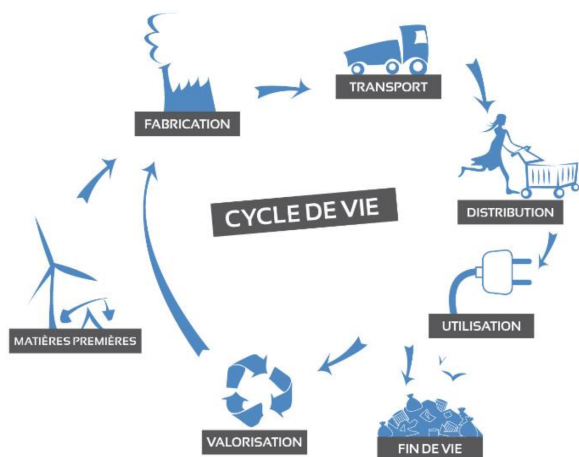 TRANSPORT
FABRICATION
CYCLE DE VIE
DISTRIBUTION
UTILISATION
MATIÈRES PREMIÈRES
VALORISATION
FIN DE VIE